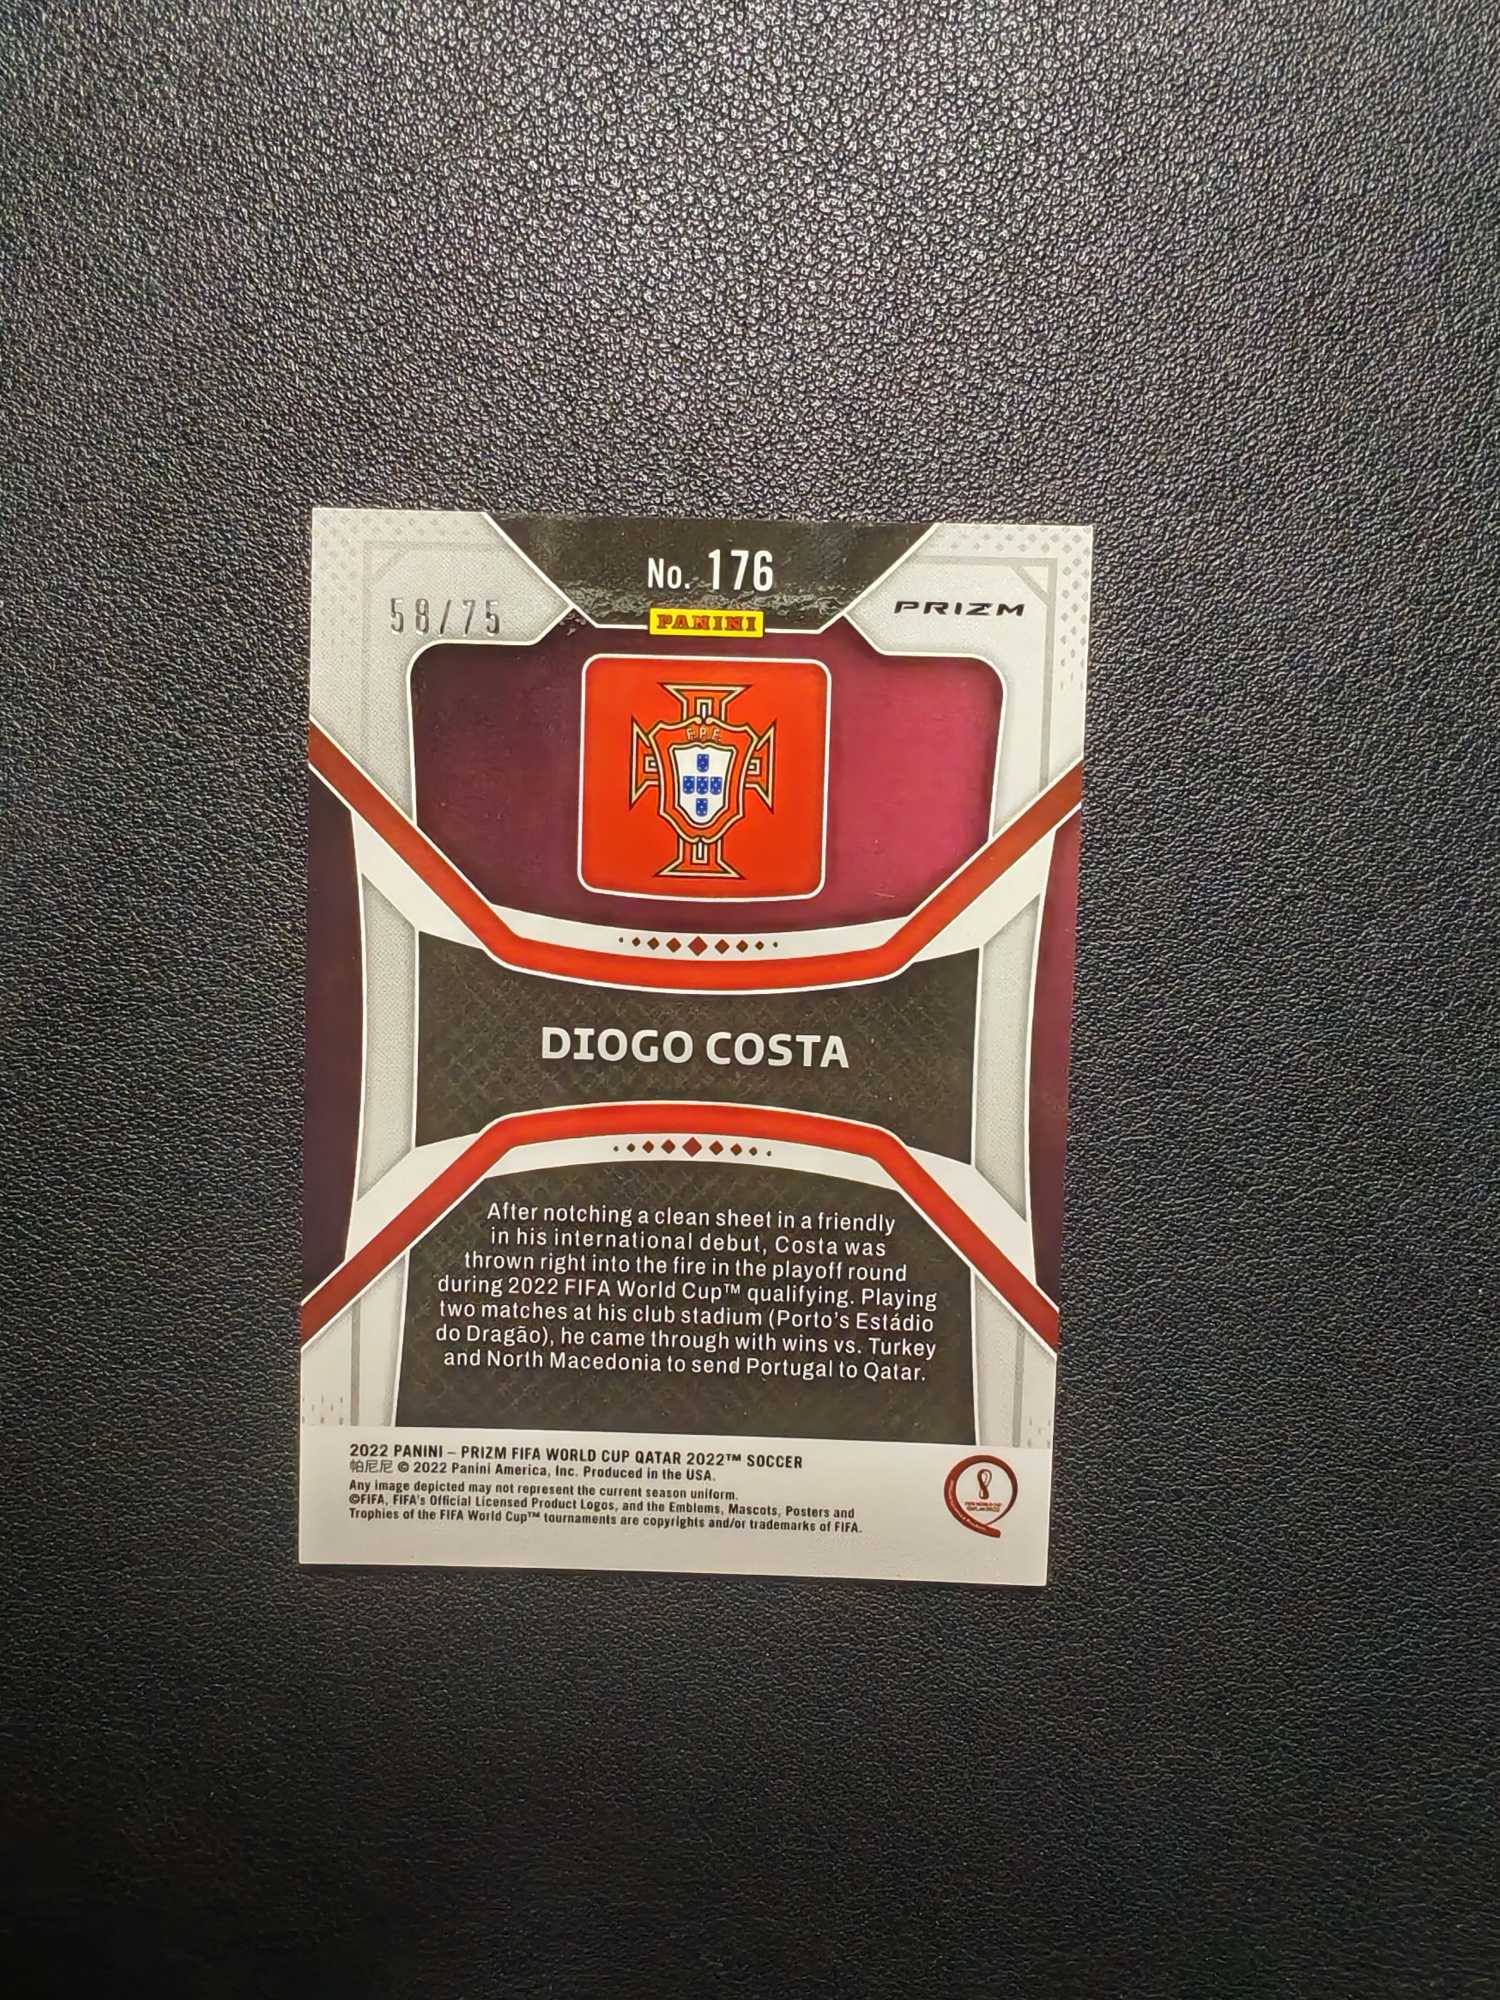 No. 176
58/75
PRIZM
PANINI
F.P.F.
DIOGO COSTA
After notching a clean sheet in a friendly
in his international debut, Costa was
thrown right into the fire in the playoff round
during 2022 FIFA World Cup™ qualifying. Playing
two matches at his club stadium (Porto's Estádio
do Dragão), he came through with wins vs. Turkey
and North Macedonia to send Portugal to Qatar.
2022 PANINI – PRIZM FIFA WORLD CUP QATAR 2022™ SOCCER
帕尼尼 © 2022 Panini America, Inc. Produced in the USA.
Any image depicted may not represent the current season uniform.
©FIFA, FIFA's Official Licensed Product Logos, and the Emblems, Mascots, Posters and
Trophies of the FIFA World Cup™ tournaments are copyrights and/or trademarks of FIFA.
FIFA WORLD CUP